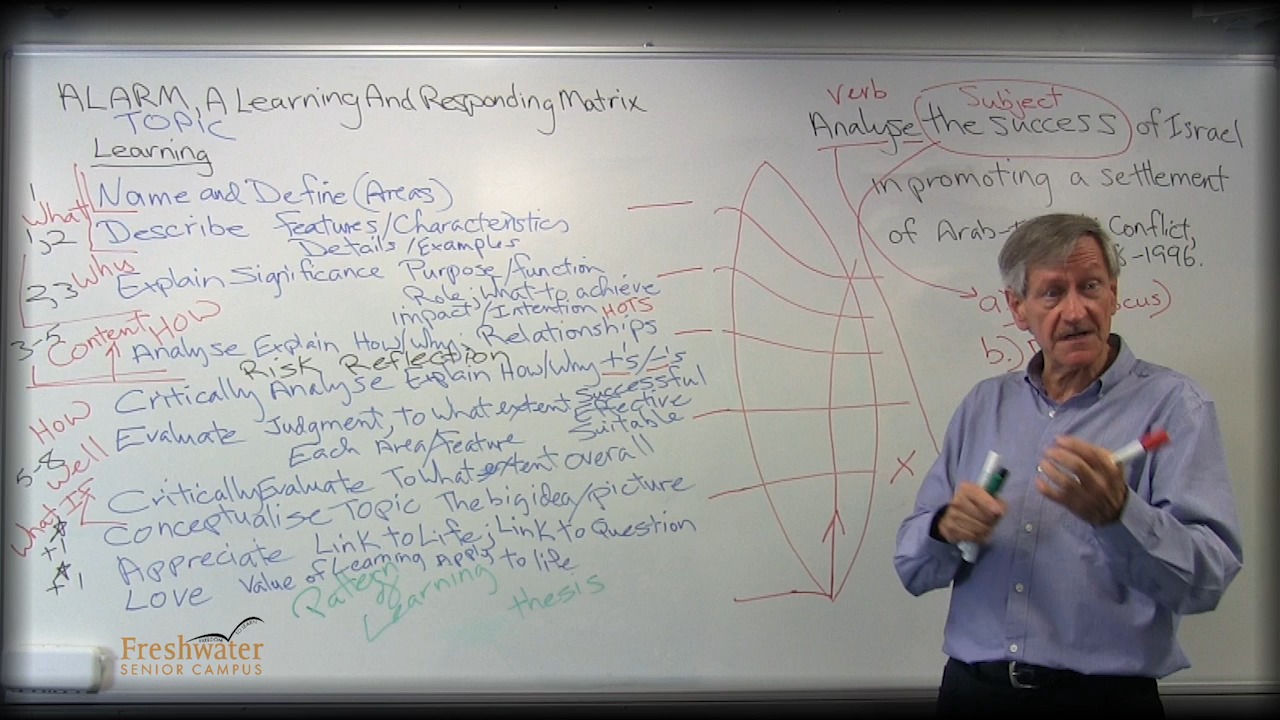 ALARM, A Learning And Responding Matrix
TOPIC
Learning
1 Name and Define (Areas)
What
1,2 Describe Features/Characteristics
Details/Examples
Why
2,3 Explain Significance Purpose/function
Role, what to achieve
impact/Intention HOTS
3-5 Content HOW
Analyse Explain How/Why, Relationships
Risk Reflection
Critically Analyse Explain How/Why +'s/-'s
How
Well
5-8 Evaluate Judgment, to what extent successful
Effective
Suitable
Each Area/Feature
Critically Evaluate To What extent overall
What If
Conceptualise Topic The big idea/picture
+1 Appreciate Link to Life, Link to Question
+1 Love Value of Learning Apply to life
Learning
thesis
verb
Subject
Analyse the success of Israel
in promoting a settlement
of Arab- Conflict,
-1996.
a)
b.)
X
Freshwater
SENIOR CAMPUS